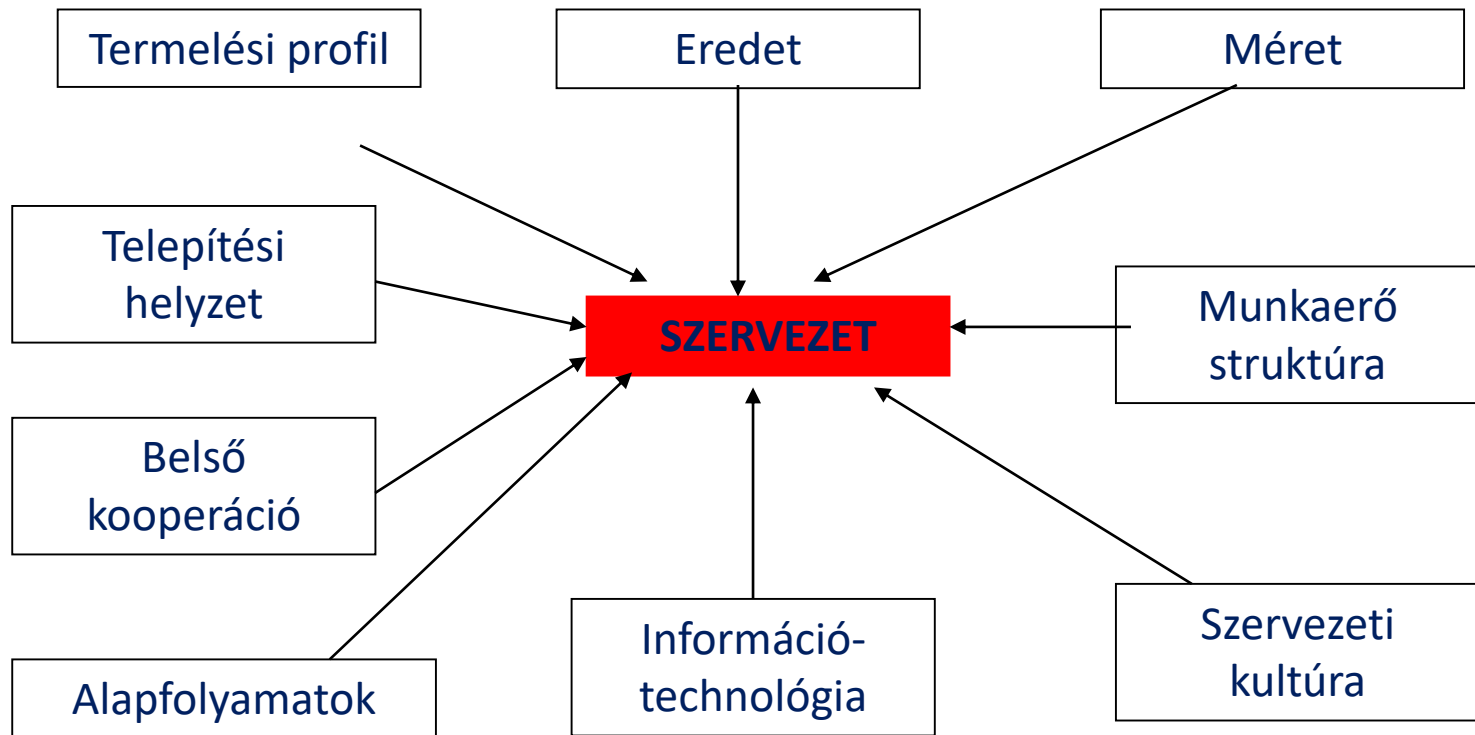 Termelési profil
Eredet
Méret
Telepítési
helyzet
SZERVEZET
Munkaerő
struktúra
Belső
kooperáció
Alapfolyamatok
Információ-
technológia
Szervezeti
kultúra